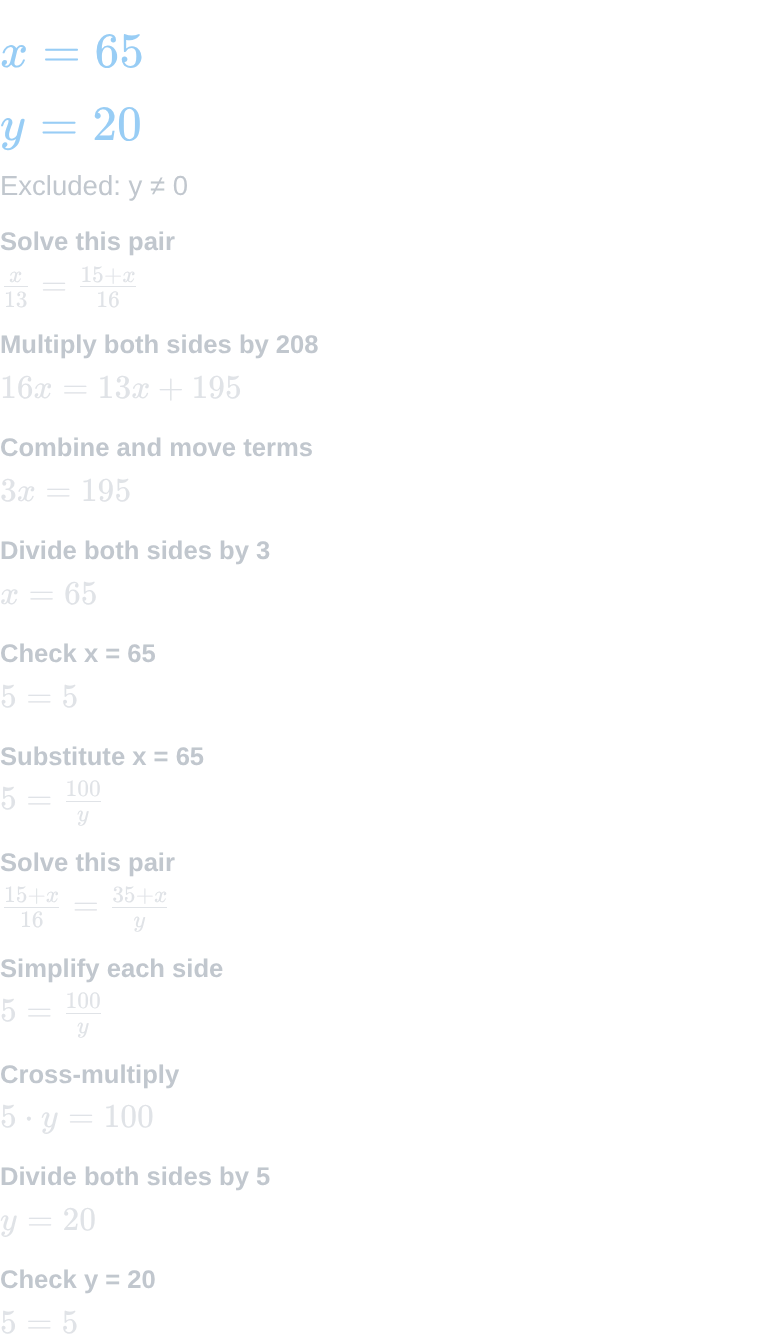 x = 65
y = 20
Excluded: y ≠ 0
Solve this pair
x/13 = 15+x/16
Multiply both sides by 208
16x = 13x + 195
Combine and move terms
3x = 195
Divide both sides by 3
x = 65
Check x = 65
5 = 5
Substitute x = 65
5 = 100/y
Solve this pair
15+x/16 = 35+x/y
Simplify each side
5 = 100/y
Cross-multiply
5 · y = 100
Divide both sides by 5
y = 20
Check y = 20
5 = 5